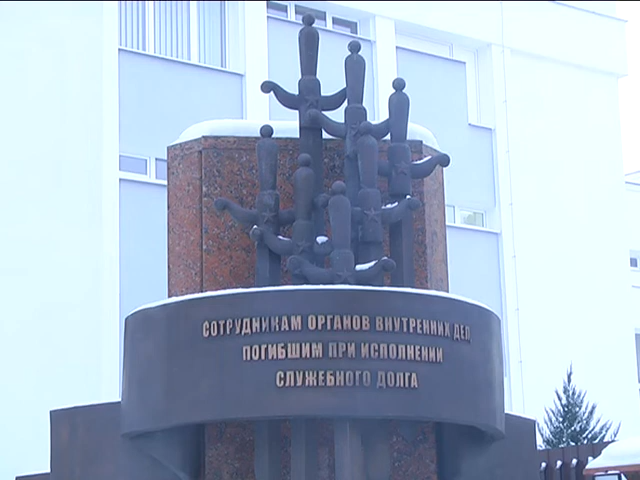 СОТРУДНИКАМ ОРГАНОВ ВНУТРЕННИХ ДЕЛ
ПОГИБШИМ ПРИ ИСПОЛНЕНИИ
СЛУЖЕБНОГО ДОЛГА